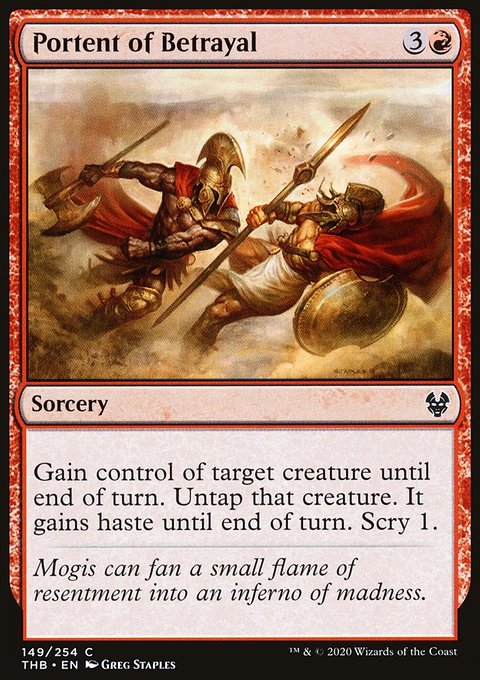 Portent of Betrayal 3
Sorcery
Gain control of target creature until
end of turn. Untap that creature. It
gains haste until end of turn. Scry 1.
Mogis can fan a small flame of
resentment into an inferno of madness.
149/254 C
THB • EN Greg Staples
™ & © 2020 Wizards of the Coast